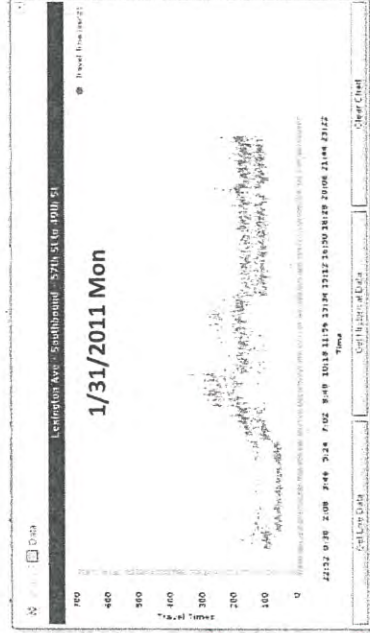 Data
Lexington Ave - Southbound - 57th St to 49th St
1/31/2011 Mon
Travel Time
700
600
500
400
300
200
100
0
Travel Times
22:52 0:30 2:08 3:46 5:24 7:02 8:40 10:18 11:56 13:34 15:12 16:50 18:28 20:06 21:44 23:22
Time
Get Live Data
Get Historical Data
Clear Chart